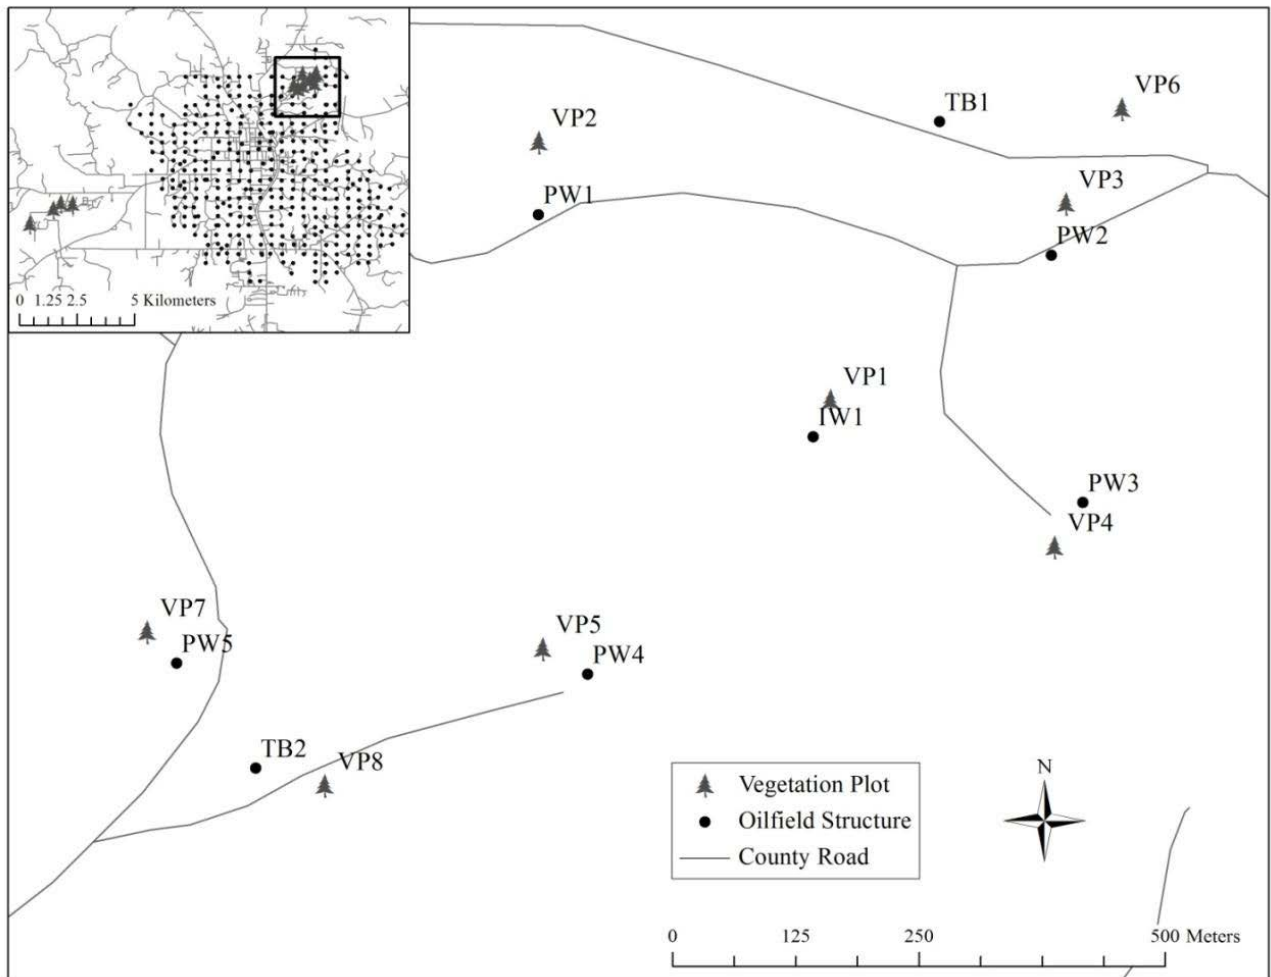 TB1
VP6
VP2
VP3
PW1
PW2
0 1.25 2.5 5 Kilometers
VP1
IW1
PW3
VP4
VP7
VP5
PW5
PW4
TB2
VP8
Vegetation Plot
N
Oilfield Structure
County Road
0 125 250 500 Meters